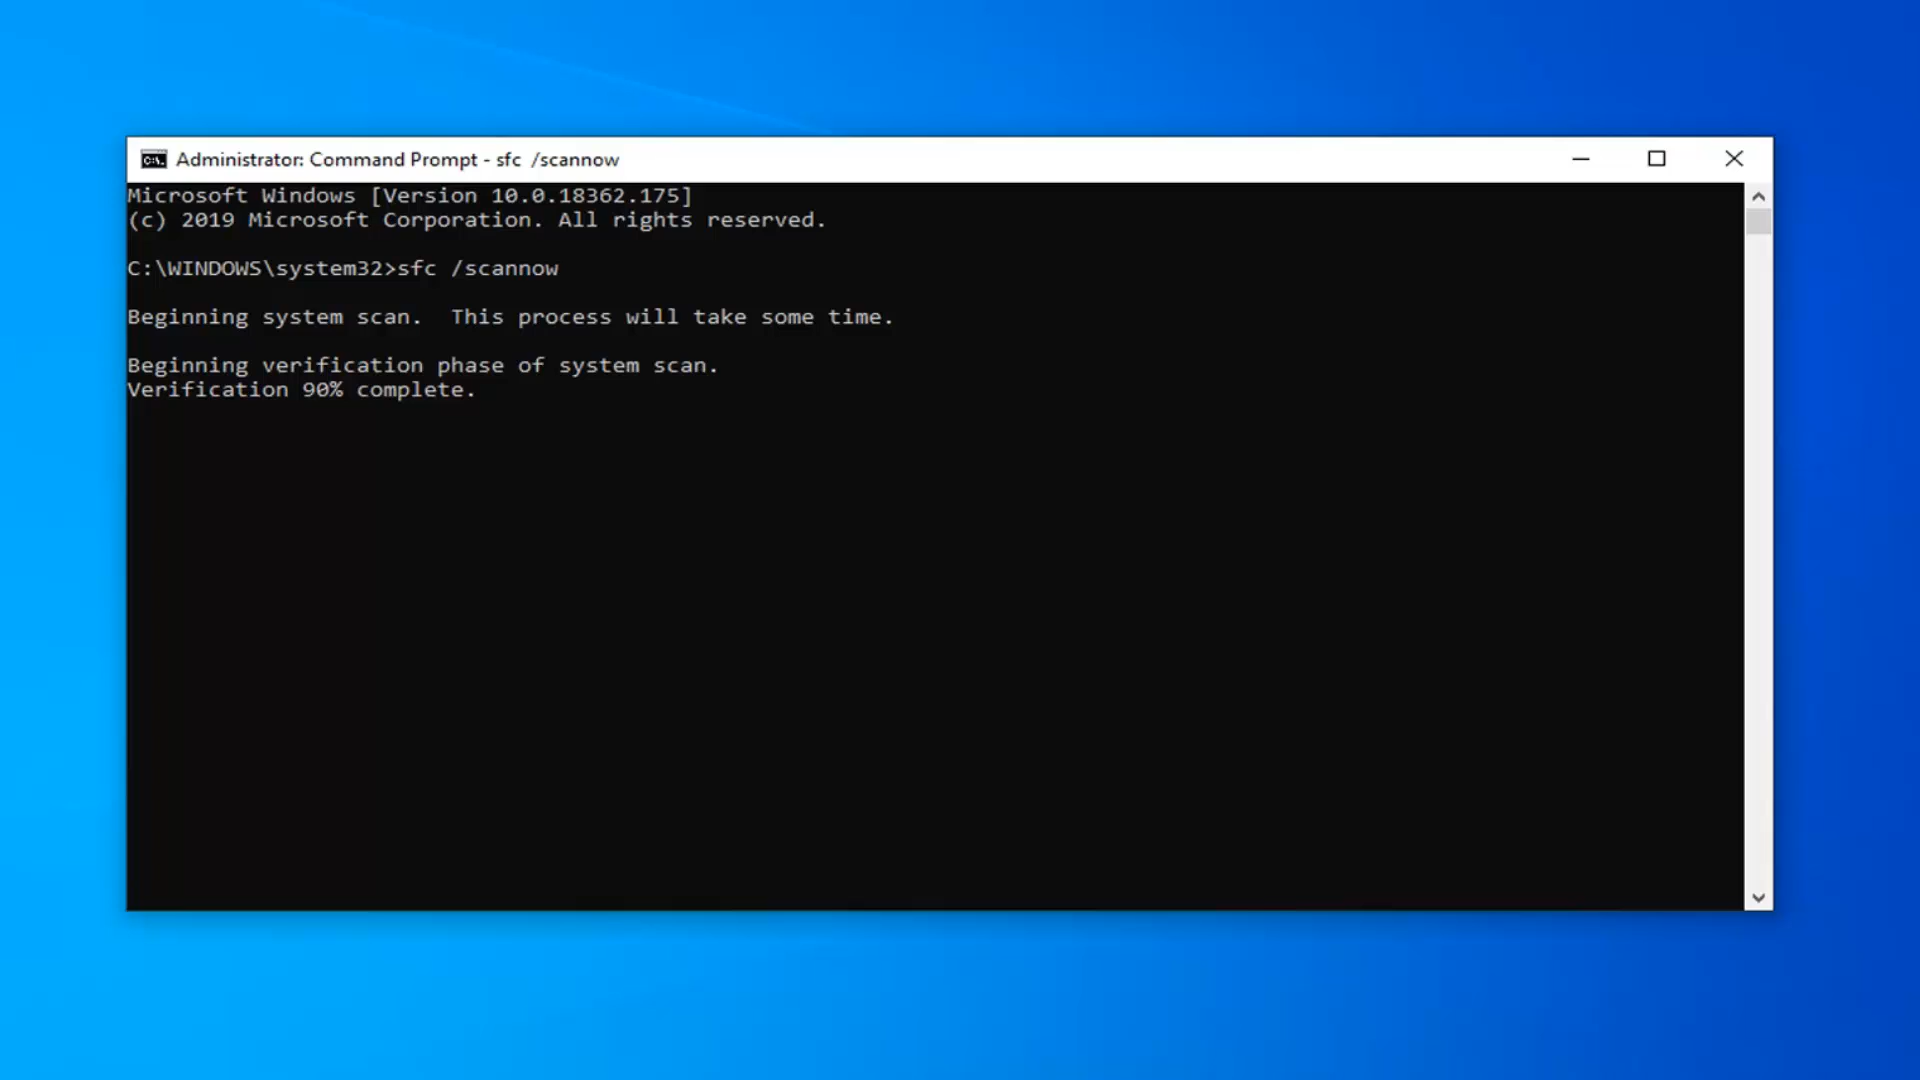 Administrator: Command Prompt - sfc  /scannow
Microsoft Windows [Version 10.0.18362.175]
(c) 2019 Microsoft Corporation. All rights reserved.
C:\WINDOWS\system32>sfc /scannow
Beginning system scan.  This process will take some time.
Beginning verification phase of system scan.
Verification 90% complete.